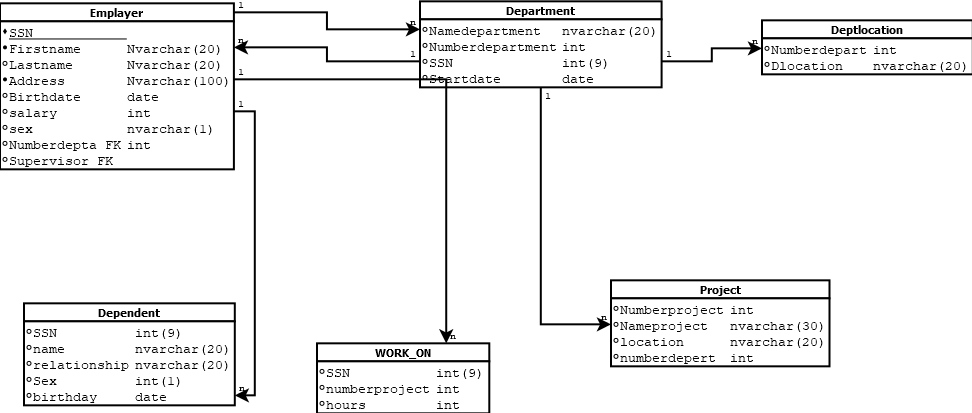 Emplayer
SSN
Firstname Nvarchar(20)
Lastname Nvarchar(20)
Address Nvarchar(100)
Birthdate date
salary int
sex nvarchar(1)
Numberdepta FK int
Supervisor FK
1
n
1
1
n
1
1
Department
Namedepartment nvarchar(20)
Numberdepartment int
SSN int(9)
Startdate date
1
n
1
Deptlocation
Numberdepart int
Dlocation nvarchar(20)
Dependent
SSN int(9)
name nvarchar(20)
relationship nvarchar(20)
Sex int(1)
birthday date
n
WORK_ON
SSN int(9)
numberproject int
hours int
n
Project
Numberproject int
Nameproject nvarchar(30)
location nvarchar(20)
numberdepert int
n